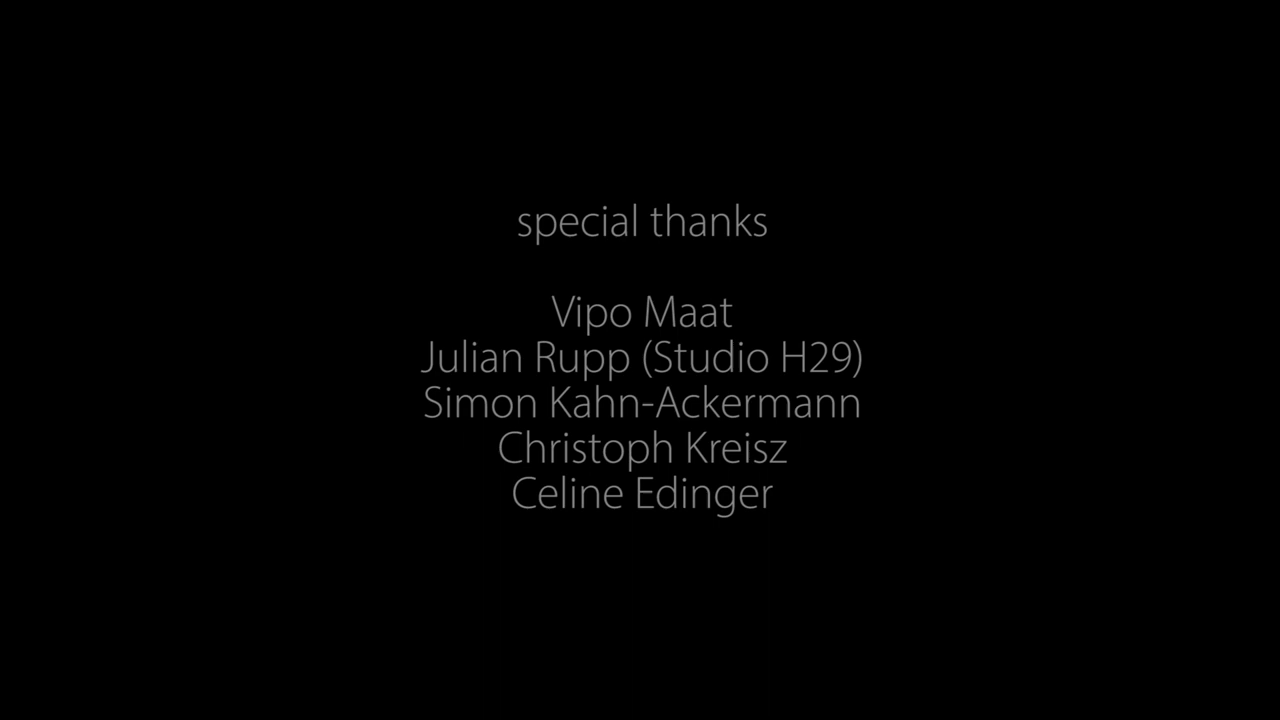 special thanks
Vipo Maat
Julian Rupp (Studio H29)
Simon Kahn-Ackermann
Christoph Kreisz
Celine Edinger